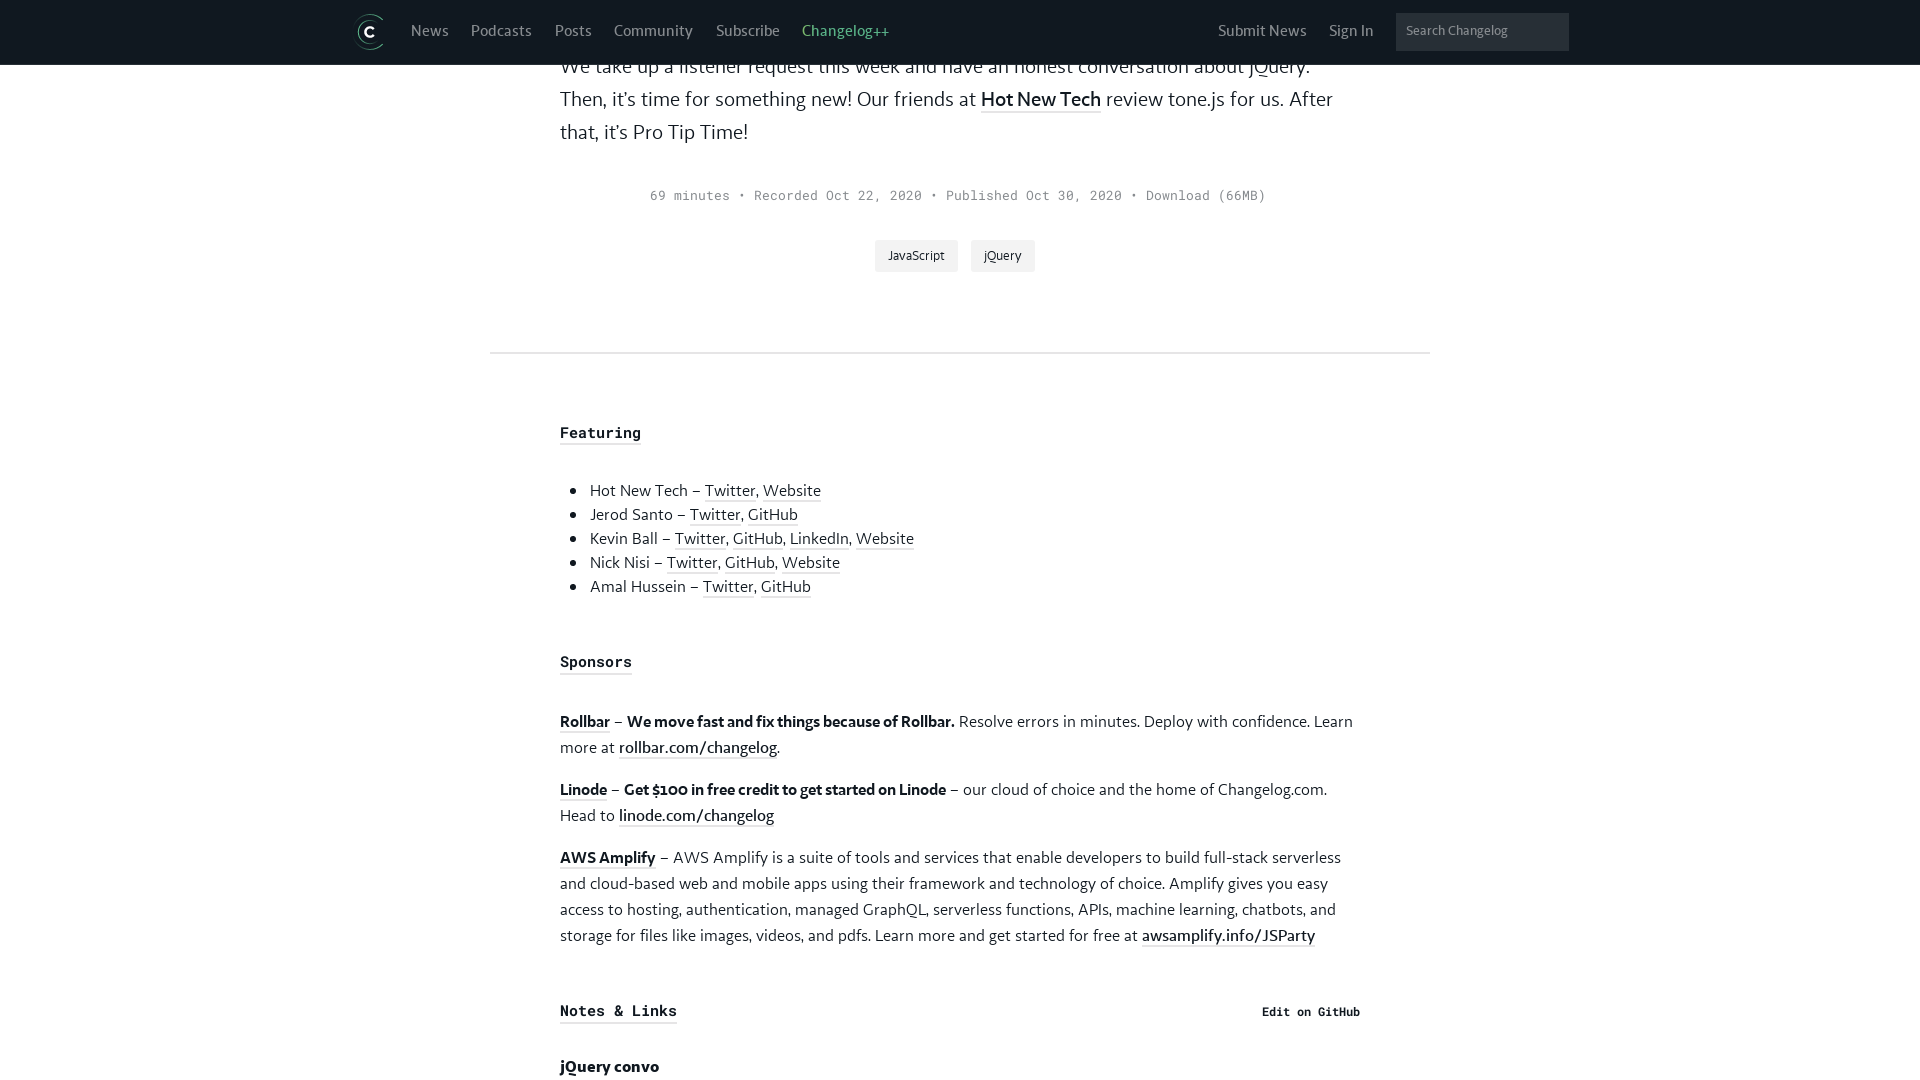 News Podcasts Posts Community Subscribe Changelog++ Submit News Sign In Search Changelog
We take up a listener request this week and have an honest conversation about jQuery.
Then, it’s time for something new! Our friends at Hot New Tech review tone.js for us. After
that, it’s Pro Tip Time!
69 minutes • Recorded Oct 22, 2020 • Published Oct 30, 2020 • Download (66MB)
JavaScript jQuery
Featuring
Hot New Tech – Twitter, Website
Jerod Santo – Twitter, GitHub
Kevin Ball – Twitter, GitHub, LinkedIn, Website
Nick Nisi – Twitter, GitHub, Website
Amal Hussein – Twitter, GitHub
Sponsors
Rollbar – We move fast and fix things because of Rollbar. Resolve errors in minutes. Deploy with confidence. Learn
more at rollbar.com/changelog.
Linode – Get $100 in free credit to get started on Linode – our cloud of choice and the home of Changelog.com.
Head to linode.com/changelog
AWS Amplify – AWS Amplify is a suite of tools and services that enable developers to build full-stack serverless
and cloud-based web and mobile apps using their framework and technology of choice. Amplify gives you easy
access to hosting, authentication, managed GraphQL, serverless functions, APIs, machine learning, chatbots, and
storage for files like images, videos, and pdfs. Learn more and get started for free at awsamplify.info/JSParty
Notes & Links Edit on GitHub
jQuery convo